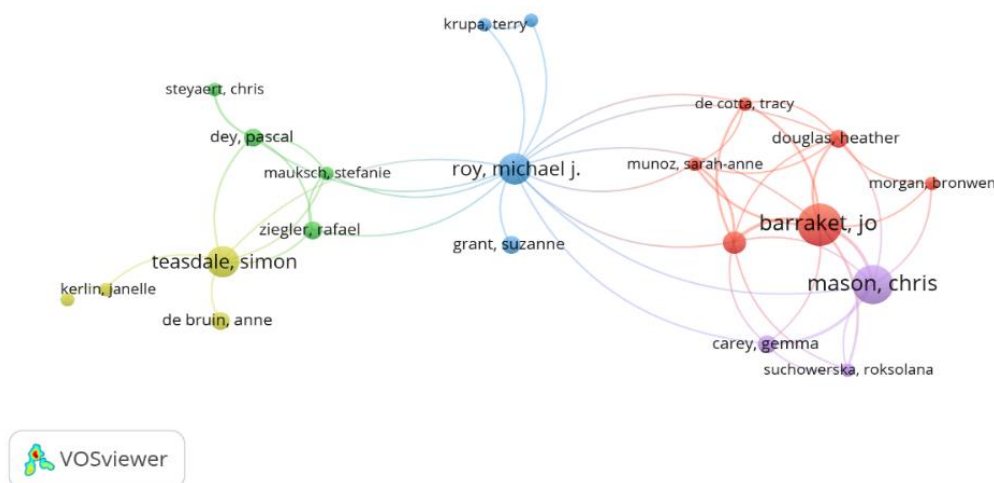 krupa, terry
steyaert, chris
de cotta, tracy
dey, pascal
douglas, heather
munoz, sarah-anne
roy, michael j.
mauksch, stefanie
morgan, bronwen
barraket, jo
ziegler, rafael
grant, suzanne
teasdale, simon
mason, chris
kerlin, janelle
de bruin, anne
carey, gemma
suchowerska, roksolana
VOSviewer